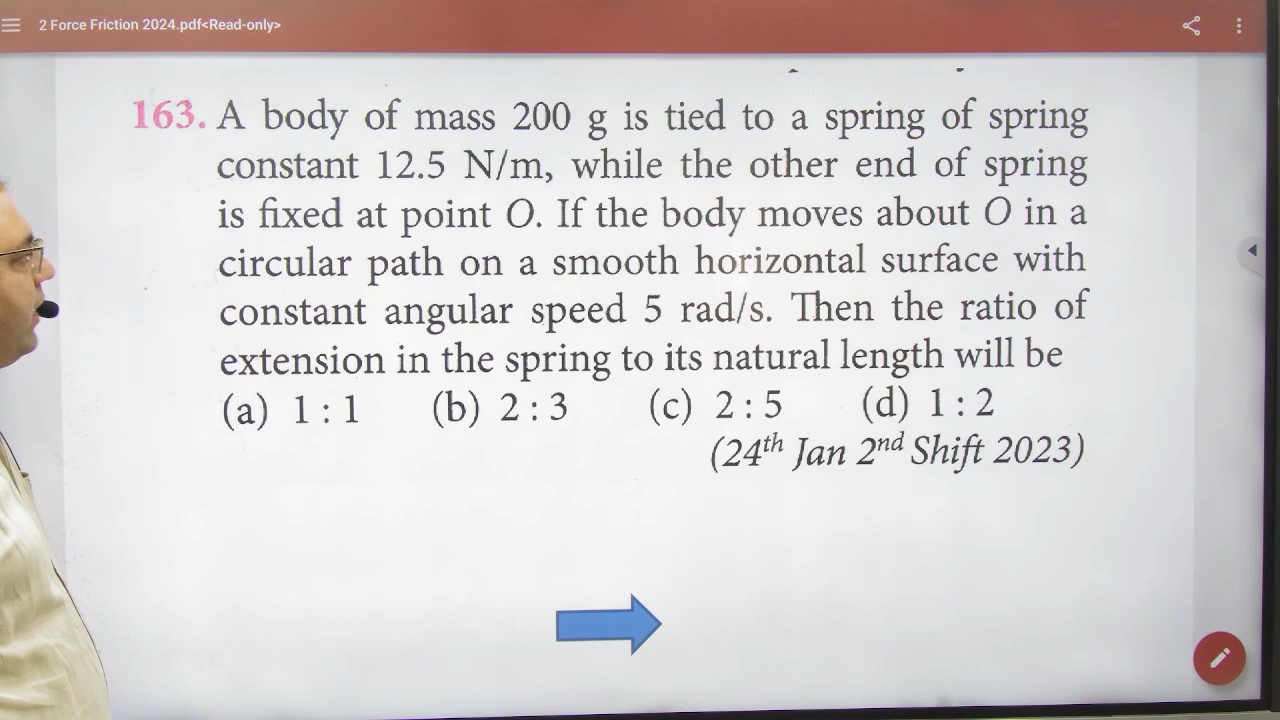 2 Force Friction 2024.pdf<Read-only>
163. A body of mass 200 g is tied to a spring of spring
constant 12.5 N/m, while the other end of spring
is fixed at point O. If the body moves about O in a
circular path on a smooth horizontal surface with
constant angular speed 5 rad/s. Then the ratio of
extension in the spring to its natural length will be
(a) 1 : 1 (b) 2 : 3 (c) 2 : 5 (d) 1 : 2
(24th Jan 2nd Shift 2023)